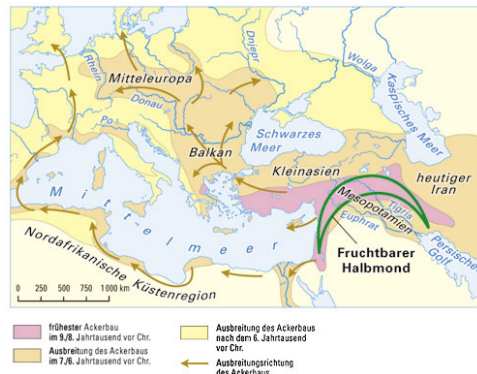 Rhein
Mitteleuropa
Dnjepr
Wolga
Donau
Po
Kaspisches Meer
Schwarzes
Meer
Balkan
Kleinasien
heutiger
Iran
Mittelmeer
Mesopotamien
Tigris
Euphrat
Persischer
Golf
Fruchtbarer
Halbmond
Nordafrikanische Küstenregion
0 500 1000 km
frühester Ackerbau
im 9./8. Jahrtausend vor Chr.
Ausbreitung des Ackerbaus
im 7./6. Jahrtausend vor Chr.
Ausbreitung des Ackerbaus
nach dem 6. Jahrtausend
vor Chr.
Ausbreitungsrichtung
des Ackerbaus